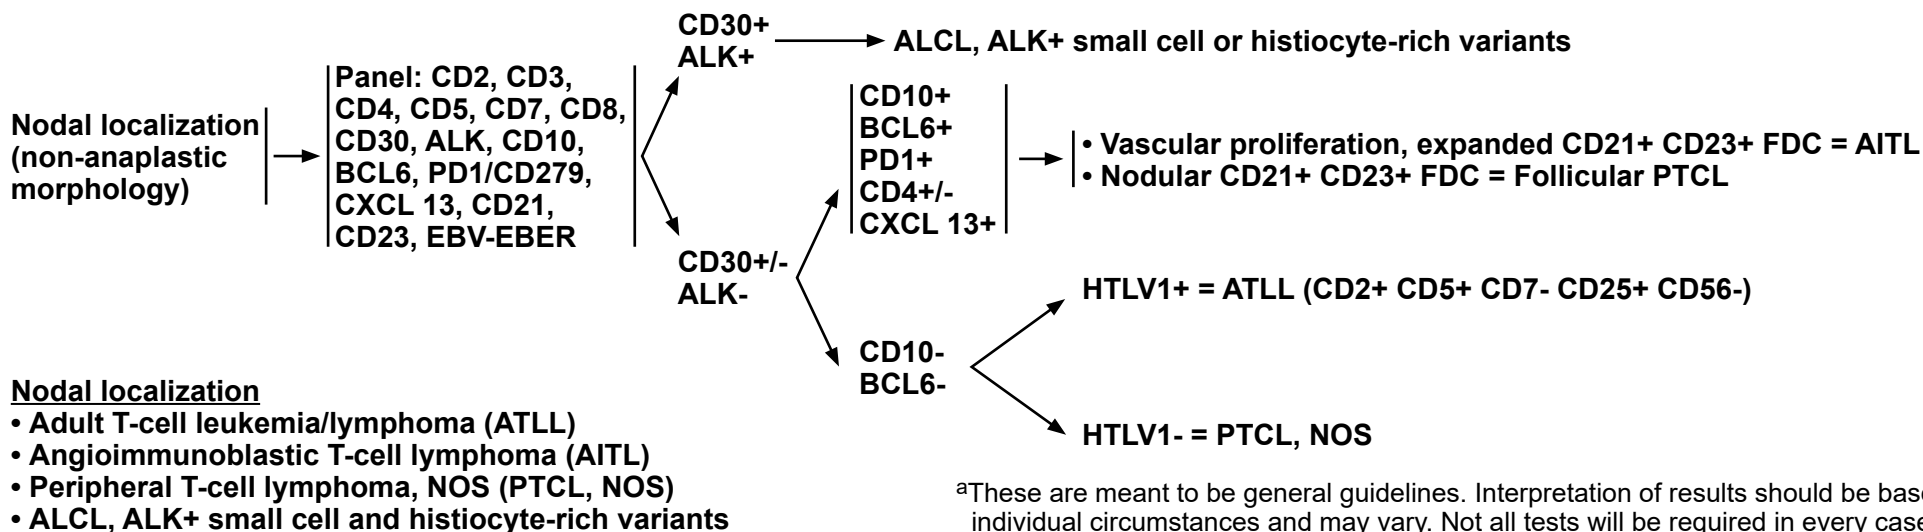 Nodal localization
(non-anaplastic
morphology)
Panel: CD2, CD3,
CD4, CD5, CD7, CD8,
CD30, ALK, CD10,
BCL6, PD1/CD279,
CXCL 13, CD21,
CD23, EBV-EBER
CD30+
ALK+
ALCL, ALK+ small cell or histiocyte-rich variants
CD30+/-
ALK-
CD10+
BCL6+
PD1+
CD4+/-
CXCL 13+
• Vascular proliferation, expanded CD21+ CD23+ FDC = AITL
• Nodular CD21+ CD23+ FDC = Follicular PTCL
CD10-
BCL6-
HTLV1+ = ATLL (CD2+ CD5+ CD7- CD25+ CD56-)
HTLV1- = PTCL, NOS
Nodal localization
• Adult T-cell leukemia/lymphoma (ATLL)
• Angioimmunoblastic T-cell lymphoma (AITL)
• Peripheral T-cell lymphoma, NOS (PTCL, NOS)
• ALCL, ALK+ small cell and histiocyte-rich variants
aThese are meant to be general guidelines. Interpretation of results should be base
individual circumstances and may vary. Not all tests will be required in every case